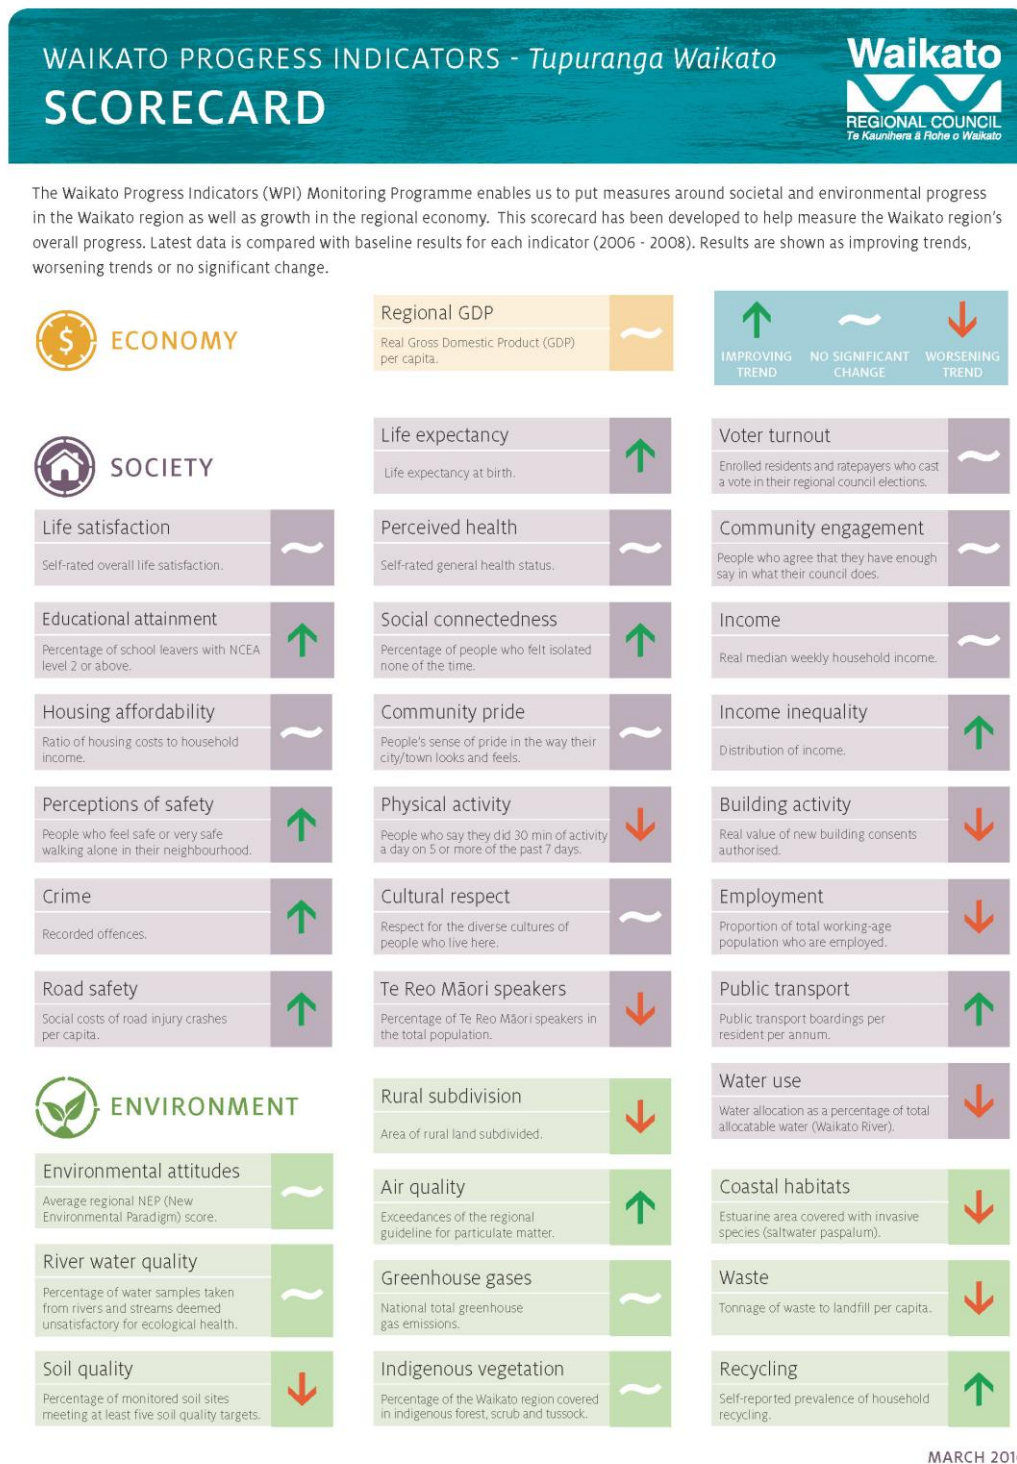 WAIKATO PROGRESS INDICATORS - Tupuranga Waikato
SCORECARD
Waikato
REGIONAL COUNCIL
Te Kaunihera ā Rohe o Waikato
The Waikato Progress Indicators (WPI) Monitoring Programme enables us to put measures around societal and environmental progress
in the Waikato region as well as growth in the regional economy. This scorecard has been developed to help measure the Waikato region's
overall progress. Latest data is compared with baseline results for each indicator (2006 - 2008). Results are shown as improving trends,
worsening trends or no significant change.
$
ECONOMY
Regional GDP
Real Gross Domestic Product (GDP)
per capita.
IMPROVING
TREND
NO SIGNIFICANT
CHANGE
WORSENING
TREND
SOCIETY
Life satisfaction
Self-rated overall life satisfaction.
Educational attainment
Percentage of school leavers with NCEA
level 2 or above.
Housing affordability
Ratio of housing costs to household
income.
Perceptions of safety
People who feel safe or very safe
walking alone in their neighbourhood.
Crime
Recorded offences.
Road safety
Social costs of road injury crashes
per capita.
Life expectancy
Life expectancy at birth.
Perceived health
Self-rated general health status.
Social connectedness
Percentage of people who felt isolated
none of the time.
Community pride
People's sense of pride in the way their
city/town looks and feels.
Physical activity
People who say they did 30 min of activity
a day on 5 or more of the past 7 days.
Cultural respect
Respect for the diverse cultures of
people who live here.
Te Reo Māori speakers
Percentage of Te Reo Māori speakers in
the total population.
Voter turnout
Enrolled residents and ratepayers who cast
a vote in their regional council elections.
Community engagement
People who agree that they have enough
say in what their council does.
Income
Real median weekly household income.
Income inequality
Distribution of income.
Building activity
Real value of new building consents
authorised.
Employment
Proportion of total working-age
population who are employed.
Public transport
Public transport boardings per
resident per annum.
Water use
Water allocation as a percentage of total
allocatable water (Waikato River).
ENVIRONMENT
Environmental attitudes
Average regional NEP (New
Environmental Paradigm) score.
River water quality
Percentage of water samples taken
from rivers and streams deemed
unsatisfactory for ecological health.
Soil quality
Percentage of monitored soil sites
meeting at least five soil quality targets.
Rural subdivision
Area of rural land subdivided.
Air quality
Exceedances of the regional
guideline for particulate matter.
Greenhouse gases
National total greenhouse
gas emissions.
Indigenous vegetation
Percentage of the Waikato region covered
in indigenous forest, scrub and tussock.
Coastal habitats
Estuarine area covered with invasive
species (saltwater paspalum).
Waste
Tonnage of waste to landfill per capita.
Recycling
Self-reported prevalence of household
recycling.
MARCH